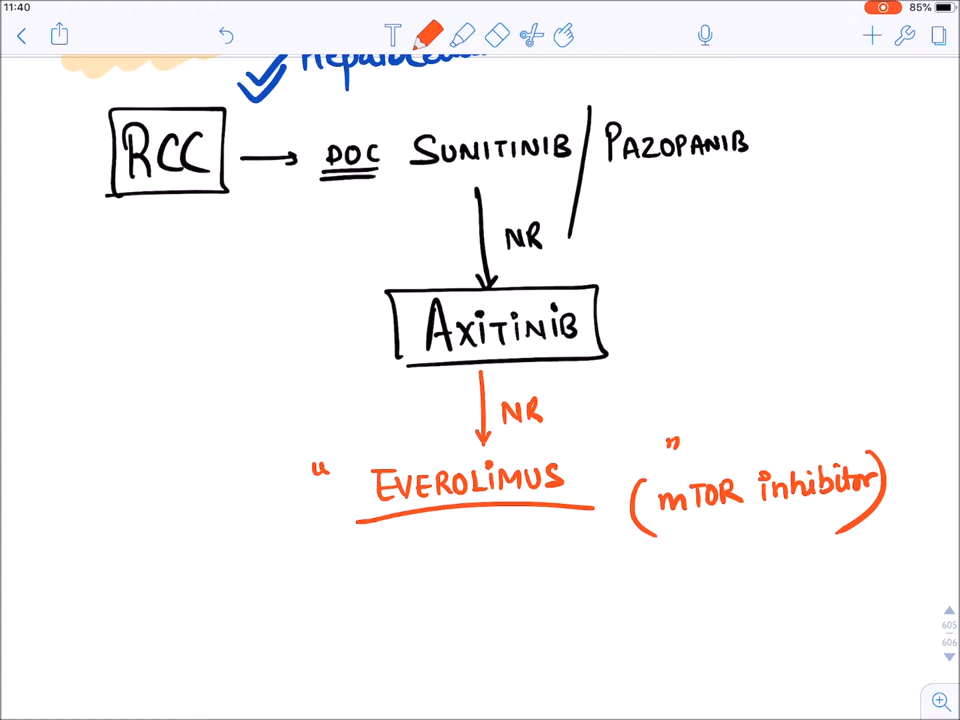 11:40
85%
T
RCC → DOC SUNITINIB / PAZOPANIB
NR
AXITINIB
NR
" EVEROLIMUS " (mTOR inhibitor)
605
606